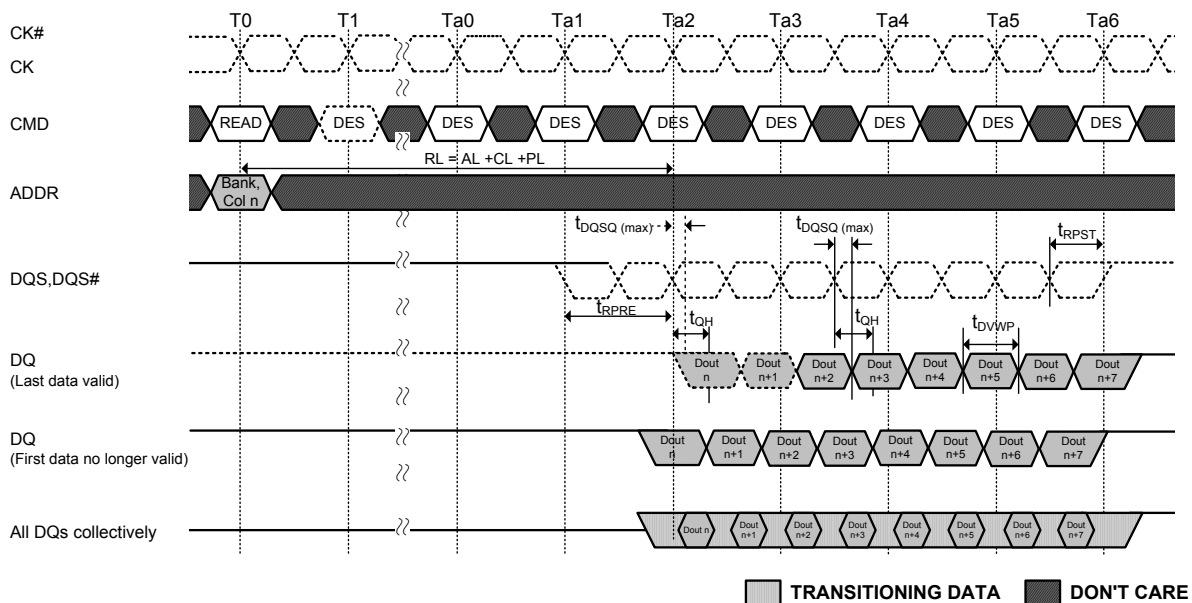 T0 T1 Ta0 Ta1 Ta2 Ta3 Ta4 Ta5 Ta6
CK#
CK
CMD READ DES DES DES DES DES DES DES DES
RL = AL +CL +PL
ADDR Bank,
Col n
tDQSQ (max) tDQSQ (max) tRPST
DQS,DQS#
tRPRE tQH tQH tDVWP
DQ
(Last data valid)
Dout n Dout n+1 Dout n+2 Dout n+3 Dout n+4 Dout n+5 Dout n+6 Dout n+7
DQ
(First data no longer valid)
Dout n Dout n+1 Dout n+2 Dout n+3 Dout n+4 Dout n+5 Dout n+6 Dout n+7
All DQs collectively Dout n Dout n+1 Dout n+2 Dout n+3 Dout n+4 Dout n+5 Dout n+6 Dout n+7
TRANSITIONING DATA DON'T CARE